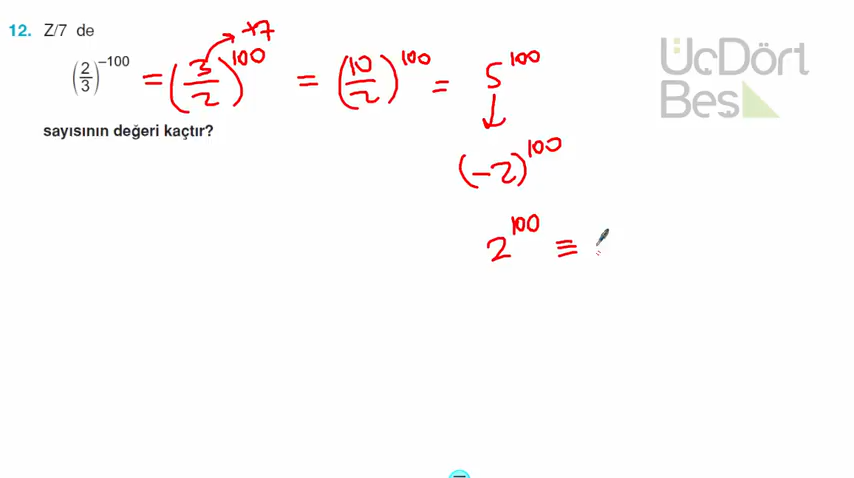 12. Z/7 de
(2/3)^-100 = (3/2)^100 = (10/2)^100 = 5^100
+7
sayısının değeri kaçtır?
(-2)^100
2^100 ≡
ÜçDört
Beş